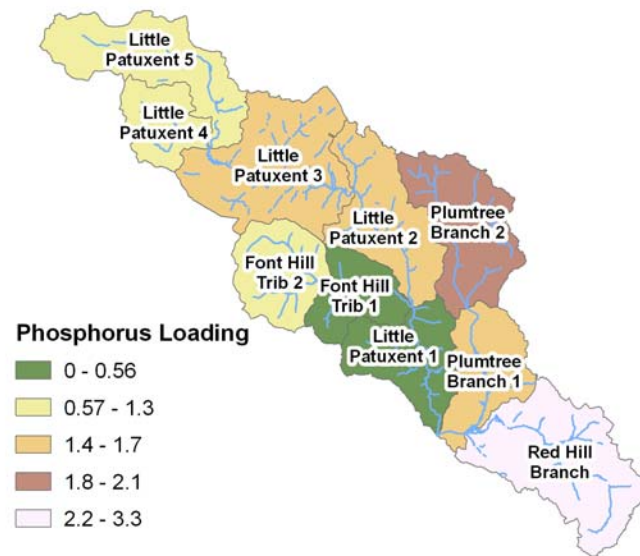 Little
Patuxent 5
Little
Patuxent 4
Little
Patuxent 3
Little
Patuxent 2
Plumtree
Branch 2
Font Hill
Trib 2
Font Hill
Trib 1
Little
Patuxent 1
Plumtree
Branch 1
Red Hill
Branch
Phosphorus Loading
0 - 0.56
0.57 - 1.3
1.4 - 1.7
1.8 - 2.1
2.2 - 3.3